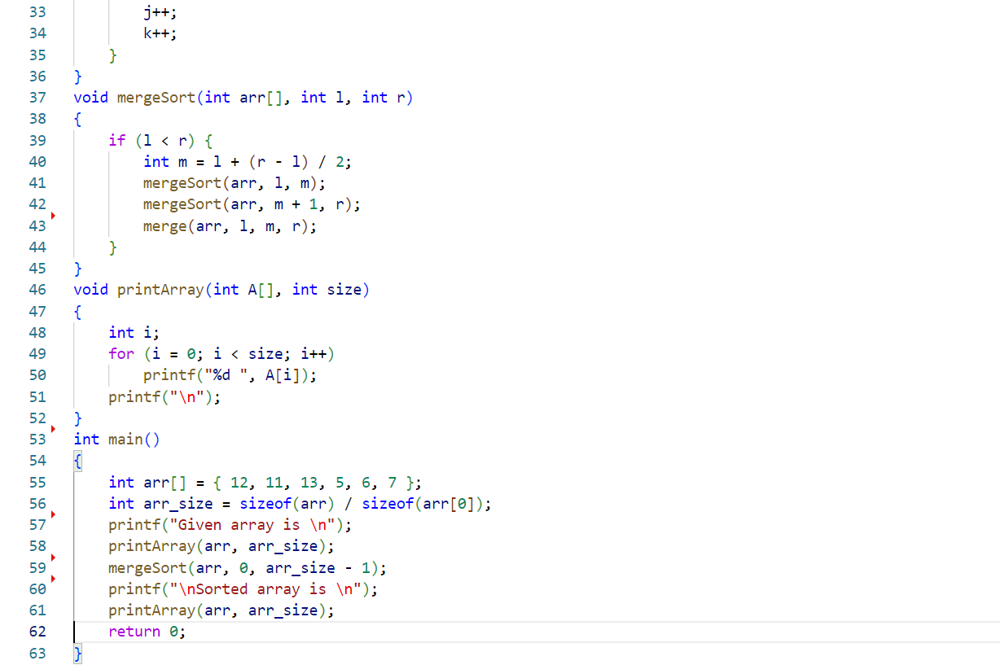 33 j++;
34 k++;
35 }
36 }
37 void mergeSort(int arr[], int l, int r)
38 {
39 if (l < r) {
40 int m = l + (r - l) / 2;
41 mergeSort(arr, l, m);
42 mergeSort(arr, m + 1, r);
43 merge(arr, l, m, r);
44 }
45 }
46 void printArray(int A[], int size)
47 {
48 int i;
49 for (i = 0; i < size; i++)
50 printf("%d ", A[i]);
51 printf("\n");
52 }
53 int main()
54 {
55 int arr[] = { 12, 11, 13, 5, 6, 7 };
56 int arr_size = sizeof(arr) / sizeof(arr[0]);
57 printf("Given array is \n");
58 printArray(arr, arr_size);
59 mergeSort(arr, 0, arr_size - 1);
60 printf("\nSorted array is \n");
61 printArray(arr, arr_size);
62 return 0;
63 }